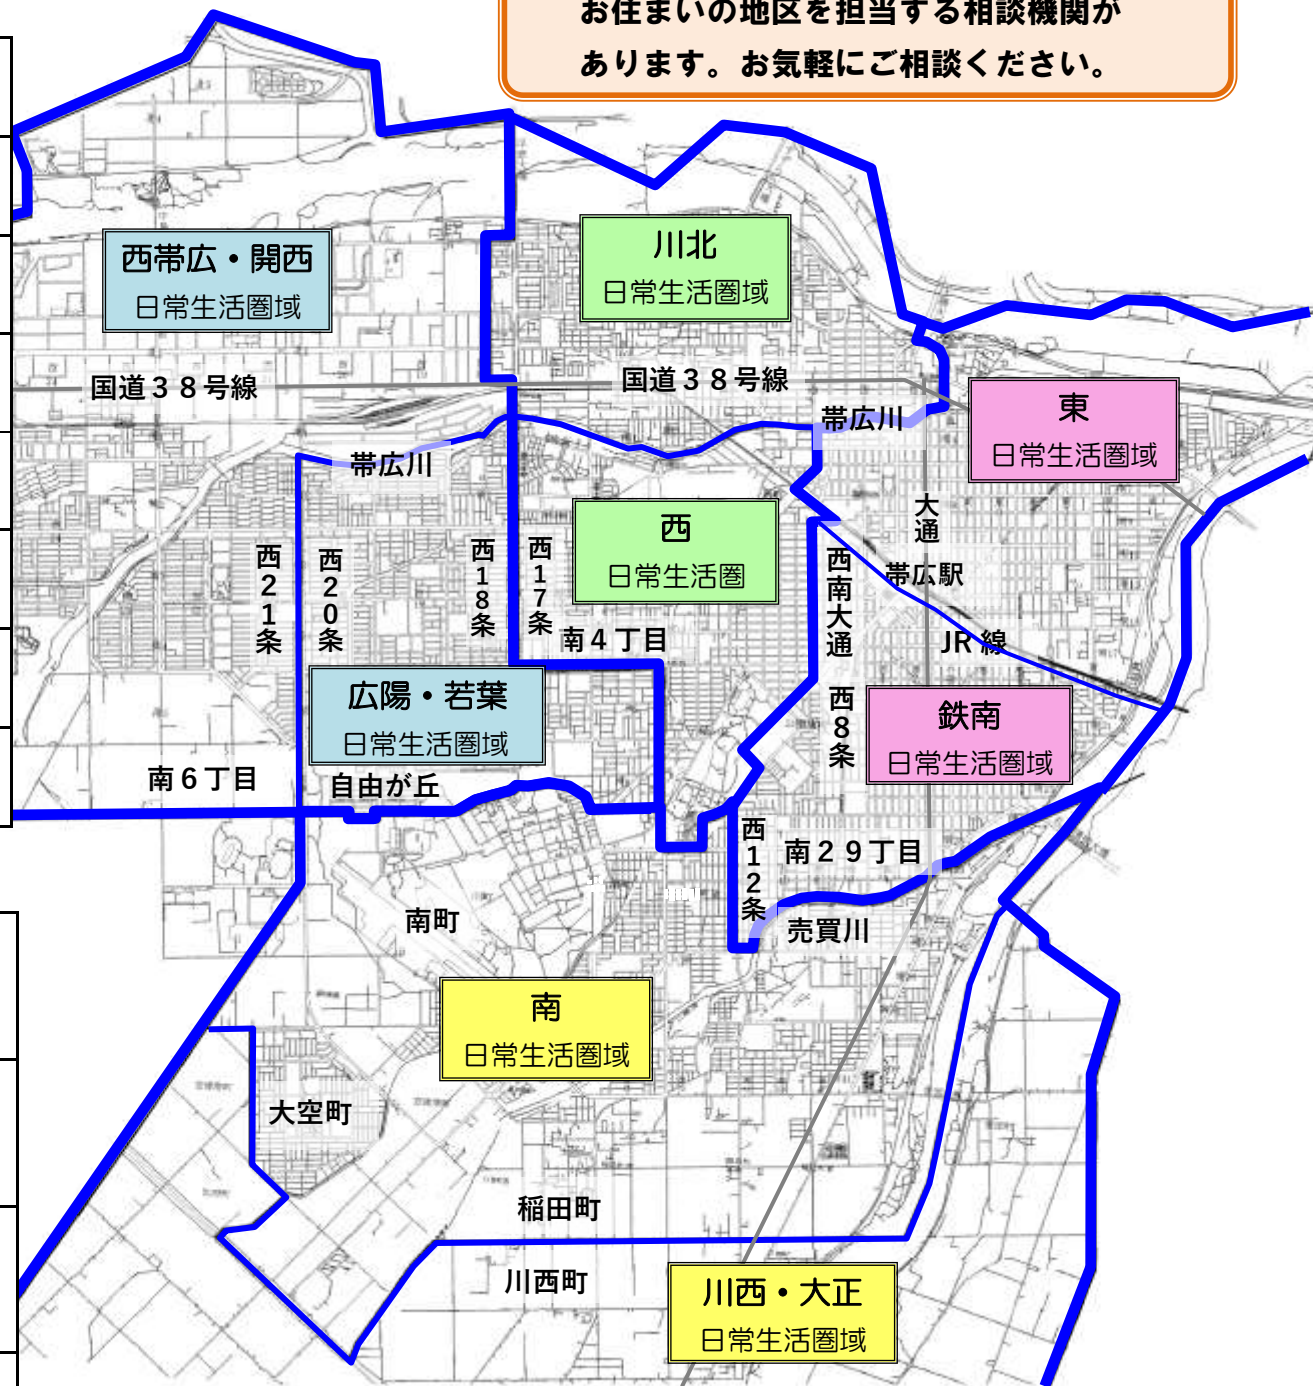 お住まいの地区を担当する相談機関が
あります。お気軽にご相談ください。
西帯広・開西
日常生活圏域
川北
日常生活圏域
国道３８号線
国道３８号線
東
日常生活圏域
帯広川
帯広川
西
日常生活圏
大通
西21条
西20条
西18条
西17条
西南大通
帯広駅
南４丁目
JR 線
広陽・若葉
日常生活圏域
西8条
鉄南
日常生活圏域
南６丁目
自由が丘
西12条
南２９丁目
南町
売買川
南
日常生活圏域
大空町
稲田町
川西町
川西・大正
日常生活圏域